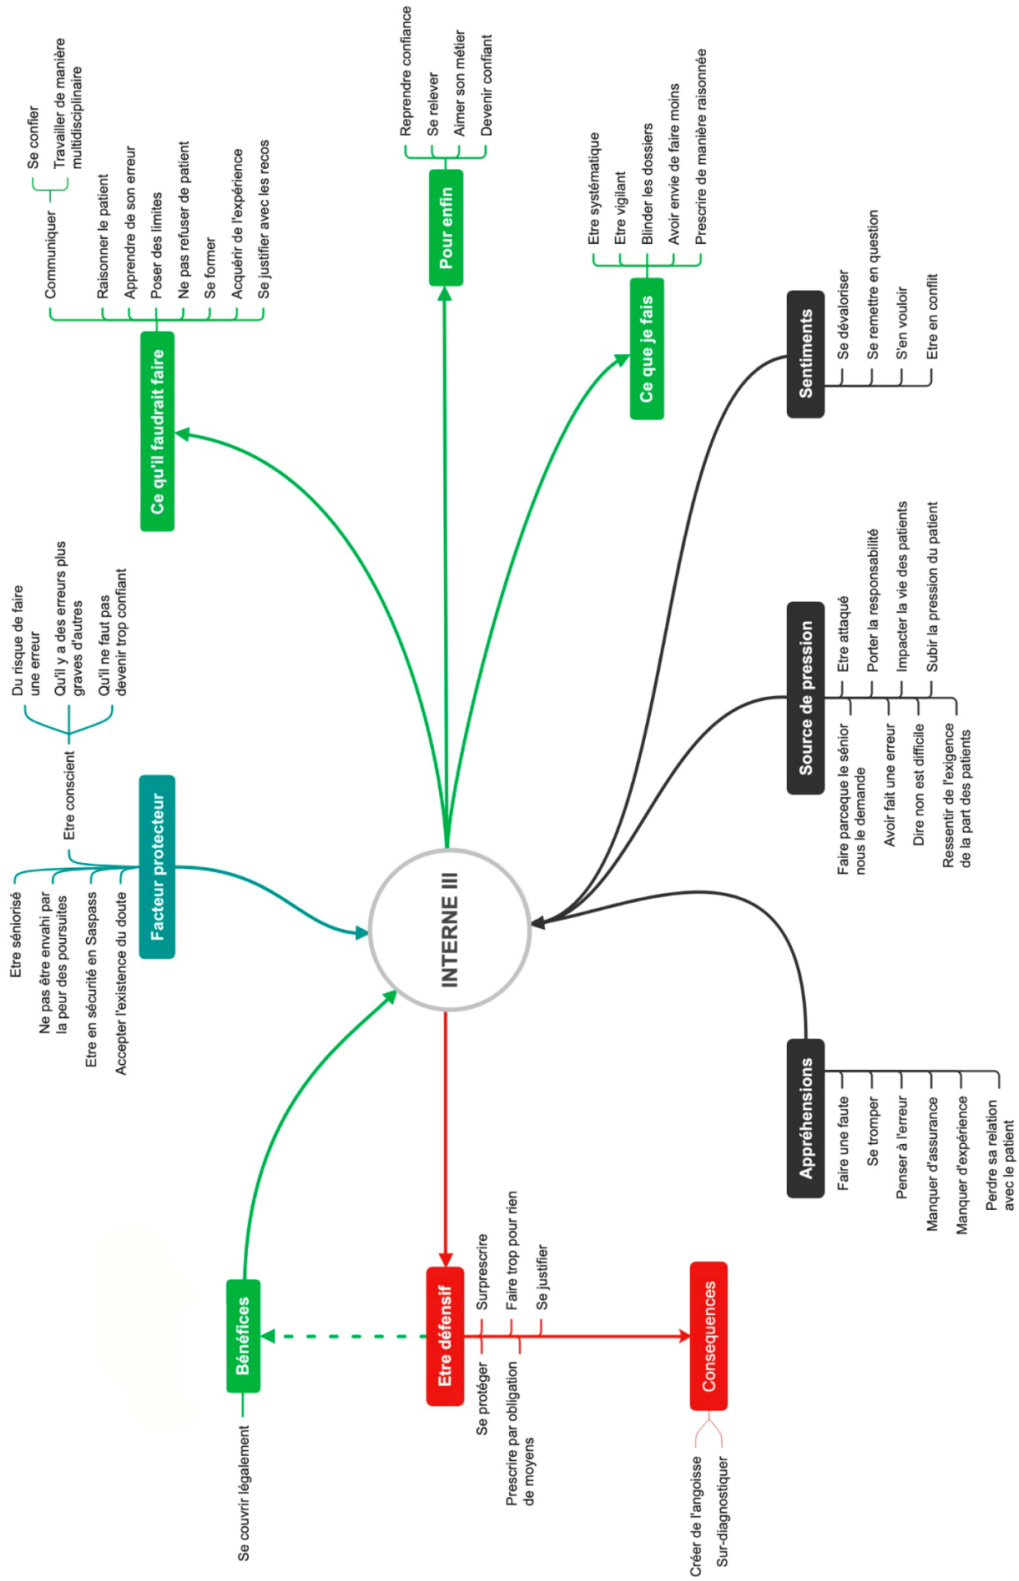 Se couvrir légalement
Bénéfices
Etre séniorisé
Ne pas être envahi par
la peur des poursuites
Etre en sécurité en Saspass
Accepter l'existence du doute
Etre conscient
Du risque de faire
une erreur
Qu'il y a des erreurs plus
graves d'autres
Qu'il ne faut pas
devenir trop confiant
Facteur protecteur
Communiquer
Se confier
Travailler de manière
multidisciplinaire
Raisonner le patient
Apprendre de son erreur
Poser des limites
Ne pas refuser de patient
Se former
Acquérir de l'expérience
Se justifier avec les recos
Ce qu'il faudrait faire
Etre défensif
Se protéger
Surprescrire
Faire trop pour rien
Prescrire par obligation
de moyens
Se justifier
INTERNE III
Pour enfin
Reprendre confiance
Se relever
Aimer son métier
Devenir confiant
Créer de l'angoisse
Sur-diagnostiquer
Consequences
Ce que je fais
Etre systématique
Etre vigilant
Blinder les dossiers
Avoir envie de faire moins
Prescrire de manière raisonnée
Appréhensions
Faire une faute
Se tromper
Penser à l'erreur
Manquer d'assurance
Manquer d'expérience
Perdre sa relation
avec le patient
Source de pression
Etre attaqué
Faire parceque le sénior
nous le demande
Porter la responsabilité
Avoir fait une erreur
Impacter la vie des patients
Dire non est difficile
Subir la pression du patient
Ressentir de l'exigence
de la part des patients
Sentiments
Se dévaloriser
Se remettre en question
S'en vouloir
Etre en conflit